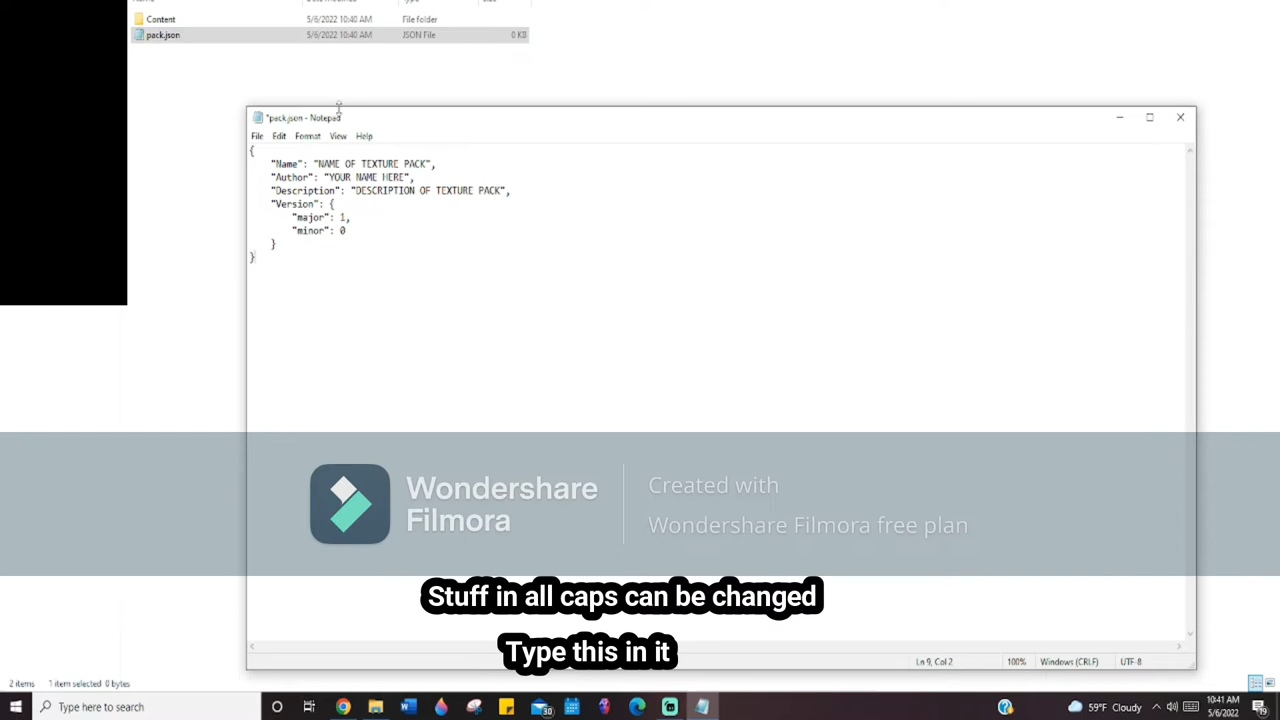 Content 5/6/2022 10:40 AM File folder
pack.json 5/6/2022 10:40 AM JSON File 0 KB
*pack.json - Notepad
File Edit Format View Help
{
"Name": "NAME OF TEXTURE PACK",
"Author": "YOUR NAME HERE",
"Description": "DESCRIPTION OF TEXTURE PACK",
"Version": {
"major": 1,
"minor": 0
}
}
Wondershare
Filmora
Created with
Wondershare Filmora free plan
Stuff in all caps can be changed
Type this in it
Ln 9, Col 2 100% Windows (CRLF) UTF-8
2 items 1 item selected 0 bytes
Type here to search
30
59°F Cloudy
10:41 AM
5/6/2022
19